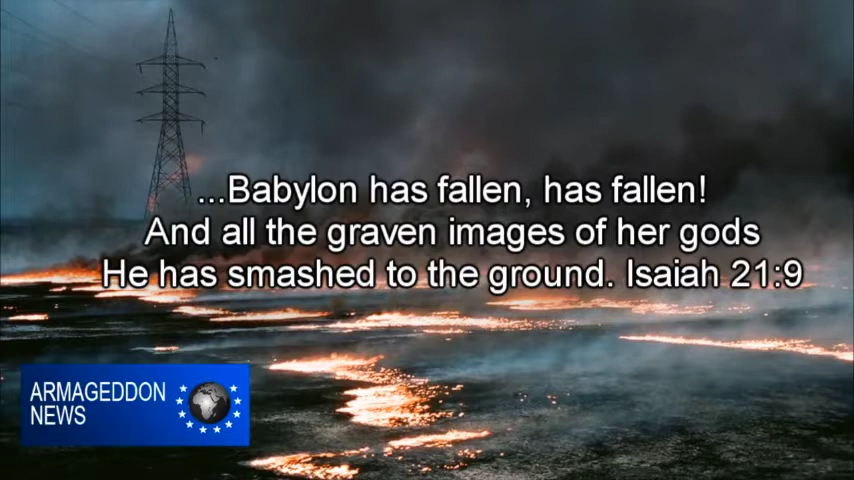 ...Babylon has fallen, has fallen!
And all the graven images of her gods
He has smashed to the ground. Isaiah 21:9
ARMAGEDDON
NEWS